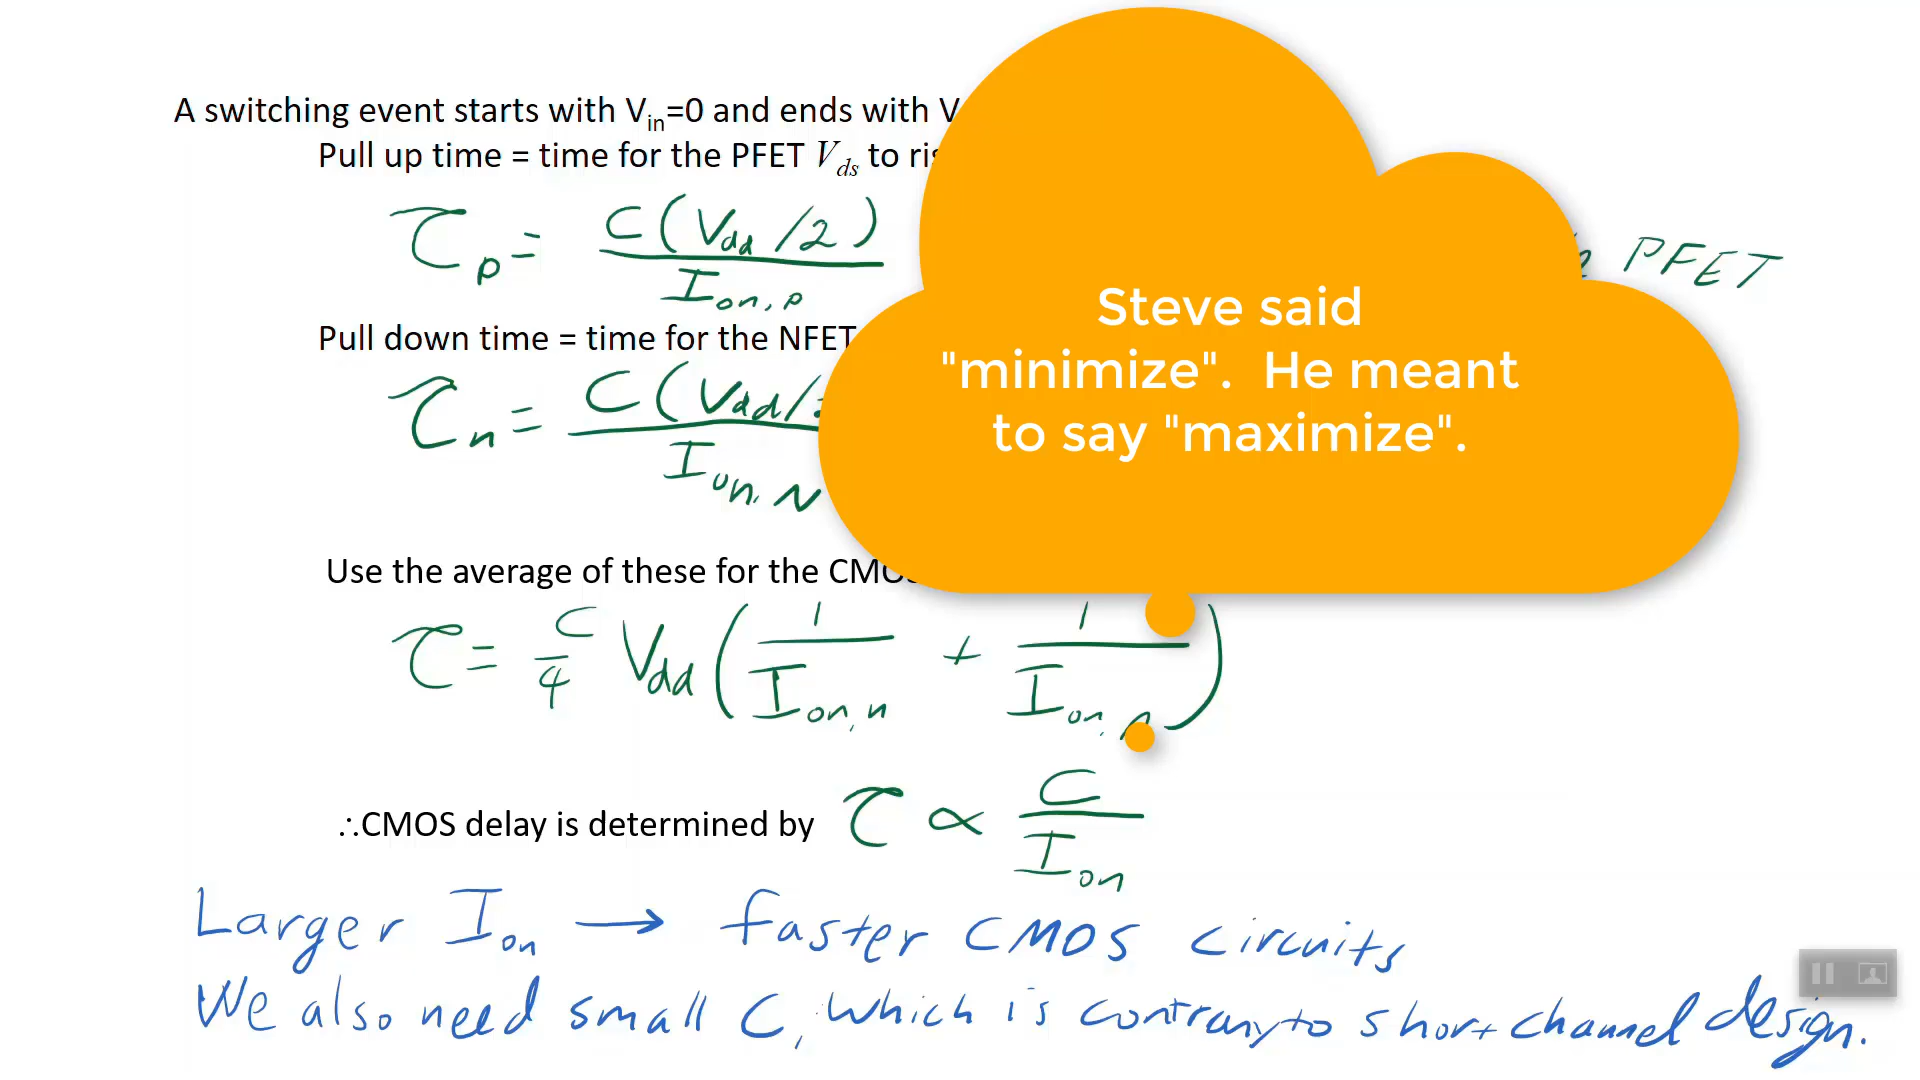 A switching event starts with Vin=0 and ends with V
Pull up time = time for the PFET Vds to ris
τp = C(Vdd/2) / Ion,p
PFET
Pull down time = time for the NFET
τn = C(Vdd/ / Ion,N
Steve said
"minimize". He meant
to say "maximize".
Use the average of these for the CMOS
τ = C/4 Vdd (1/Ion,n + 1/Ion,p)
∴CMOS delay is determined by τ ∝ C/Ion
Larger Ion → faster CMOS circuits
We also need small C, which is contrary to short channel design.